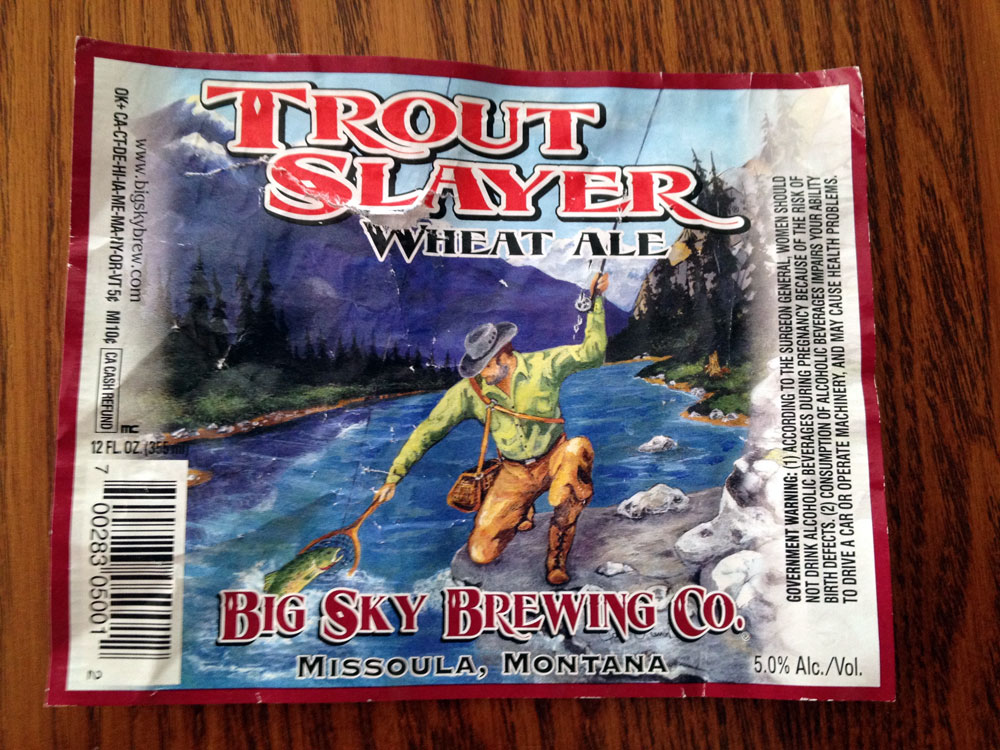 TROUT
SLAYER
WHEAT ALE
BIG SKY BREWING CO.
MISSOULA, MONTANA
5.0% Alc./Vol.
www.bigskybrew.com
OK+ CA-CT-DE-HI-IA-ME-MA-NY-OR-VT 5¢ MI 10¢ CA CASH REFUND
12 FL. OZ. (355 ml)
7 00283 05001 2
GOVERNMENT WARNING: (1) ACCORDING TO THE SURGEON GENERAL, WOMEN SHOULD
NOT DRINK ALCOHOLIC BEVERAGES DURING PREGNANCY BECAUSE OF THE RISK OF
BIRTH DEFECTS. (2) CONSUMPTION OF ALCOHOLIC BEVERAGES IMPAIRS YOUR ABILITY
TO DRIVE A CAR OR OPERATE MACHINERY, AND MAY CAUSE HEALTH PROBLEMS.